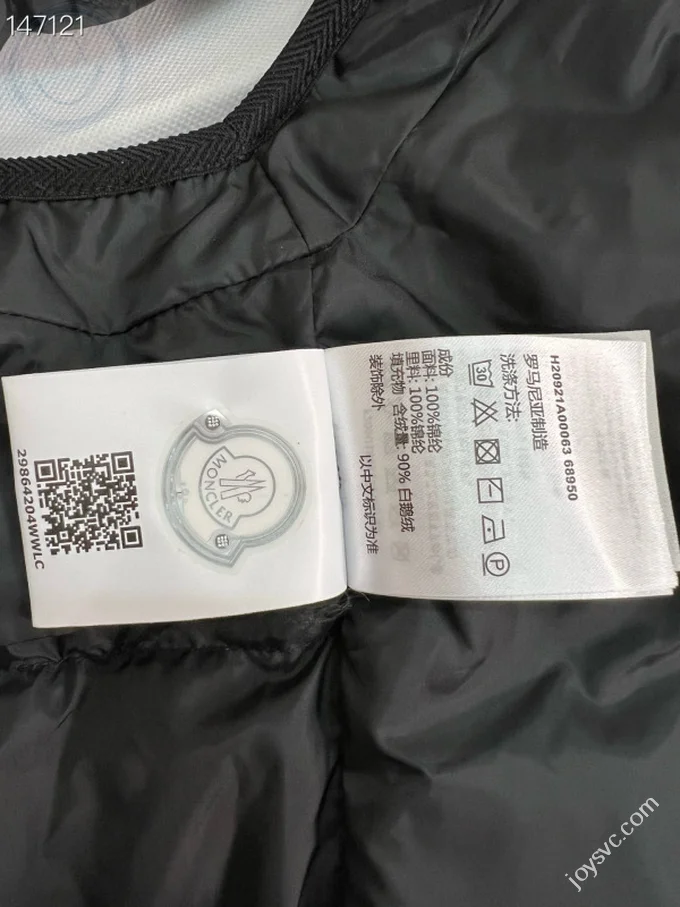 147121
MONCLER
29864204WWLC
H20921A00063 68950
罗马尼亚制造
洗涤方法:
30
P
成份
面料: 100%锦纶
里料: 100%锦纶
填充物 含绒量: 90% 白鹅绒
装饰除外
以中文标识为准
joysvc.com